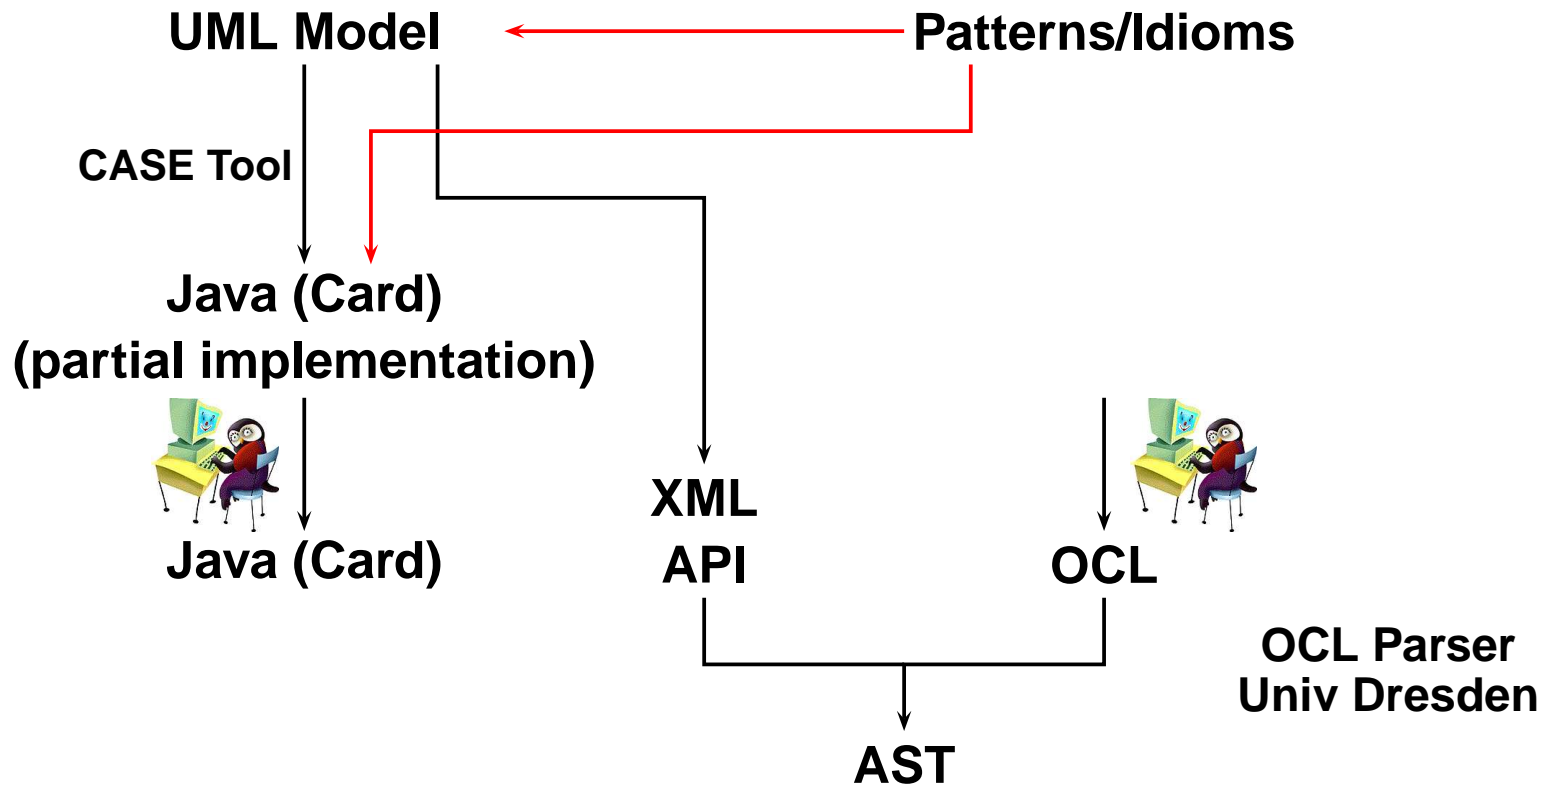 UML Model
Patterns/Idioms
CASE Tool
Java (Card)
(partial implementation)
XML
API
Java (Card)
OCL
OCL Parser
Univ Dresden
AST